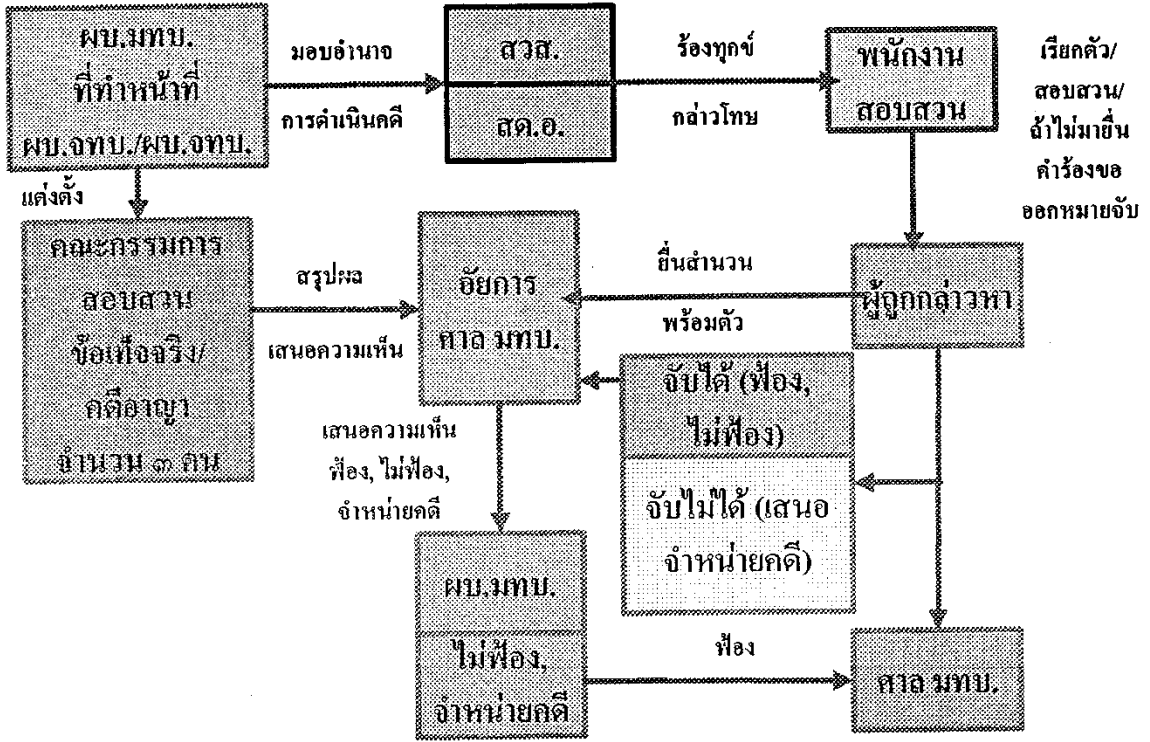 ผบ.มทบ.
ที่ทำหน้าที่
ผบ.จทบ./ผบ.จทบ.
มอบอำนาจ
การดำเนินคดี
สวส.
สด.อ.
ร้องทุกข์
กล่าวโทษ
พนักงาน
สอบสวน
เรียกตัว/
สอบสวน/
ถ้าไม่มายื่น
คำร้องขอ
ออกหมายจับ
แต่งตั้ง
คณะกรรมการ
สอบสวน
ข้อเท็จจริง/
คดีอาญา
จำนวน ๓ คน
สรุปผล
เสนอความเห็น
อัยการ
ศาล มทบ.
ยื่นสำนวน
พร้อมตัว
ผู้ถูกกล่าวหา
จับได้ (ฟ้อง,
ไม่ฟ้อง)
จับไม่ได้ (เสนอ
จำหน่ายคดี)
เสนอความเห็น
ฟ้อง, ไม่ฟ้อง,
จำหน่ายคดี
ผบ.มทบ.
ไม่ฟ้อง,
จำหน่ายคดี
ฟ้อง
ศาล มทบ.